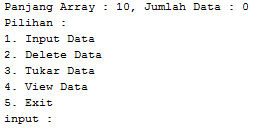 Panjang Array : 10, Jumlah Data : 0
Pilihan :
1. Input Data
2. Delete Data
3. Tukar Data
4. View Data
5. Exit
input :